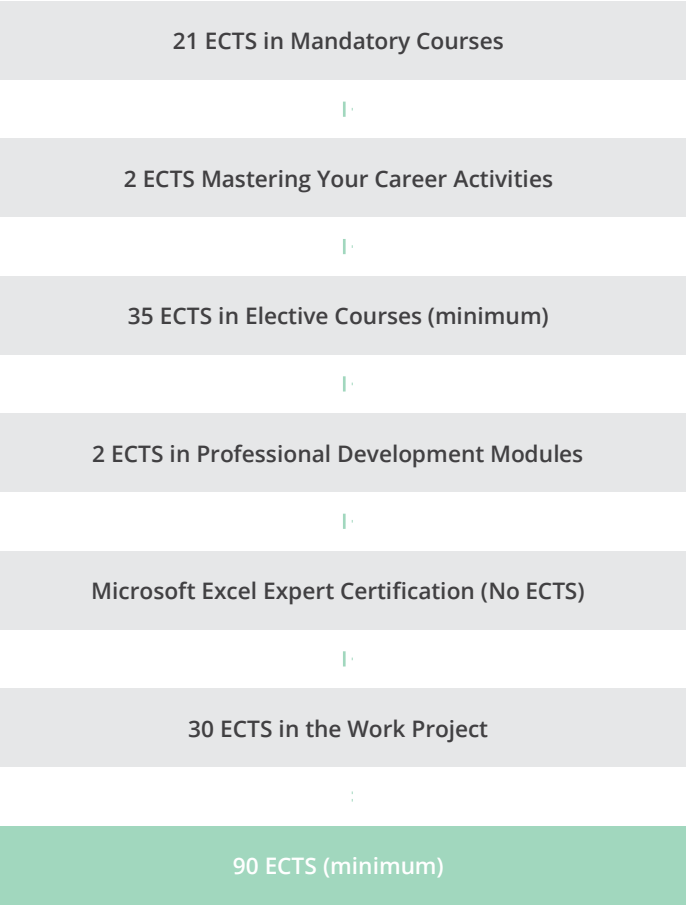 21 ECTS in Mandatory Courses
2 ECTS Mastering Your Career Activities
35 ECTS in Elective Courses (minimum)
2 ECTS in Professional Development Modules
Microsoft Excel Expert Certification (No ECTS)
30 ECTS in the Work Project
90 ECTS (minimum)